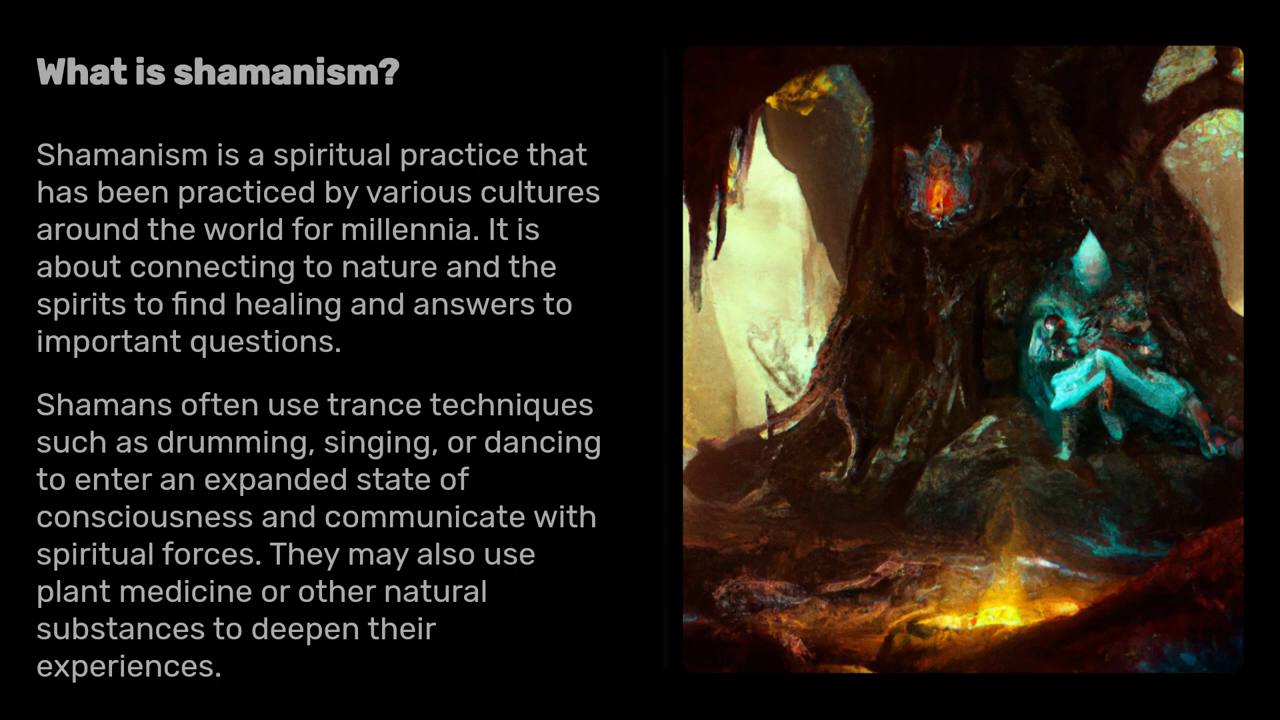 What is shamanism?
Shamanism is a spiritual practice that
has been practiced by various cultures
around the world for millennia. It is
about connecting to nature and the
spirits to find healing and answers to
important questions.
Shamans often use trance techniques
such as drumming, singing, or dancing
to enter an expanded state of
consciousness and communicate with
spiritual forces. They may also use
plant medicine or other natural
substances to deepen their
experiences.